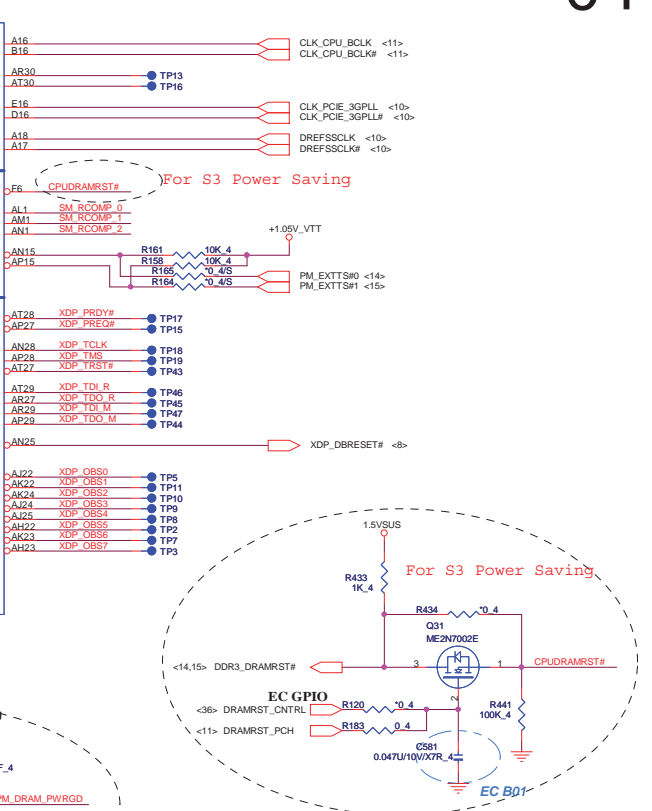 A16 CLK_CPU_BCLK <11>
B16 CLK_CPU_BCLK# <11>
AR30 TP13
AT30 TP16
E16 CLK_PCIE_3GPLL <10>
D16 CLK_PCIE_3GPLL# <10>
A18 DREFSSCLK <10>
A17 DREFSSCLK# <10>
For S3 Power Saving
F6 CPUDRAMRST#
AL1 SM_RCOMP_0
AM1 SM_RCOMP_1
AN1 SM_RCOMP_2
+1.05V_VTT
AN15 R161 10K_4
AP15 R158 10K_4
R165 *0_4/S PM_EXTTS#0 <14>
R164 *0_4/S PM_EXTTS#1 <15>
AT28 XDP_PRDY# TP17
AP27 XDP_PREQ# TP15
AN28 XDP_TCLK TP18
AP28 XDP_TMS TP19
AT27 XDP_TRST# TP43
AT29 XDP_TDI_R TP46
AR27 XDP_TDO_R TP45
AR29 XDP_TDI_M TP47
AP29 XDP_TDO_M TP44
AN25 XDP_DBRESET# <8>
AJ22 XDP_OBS0 TP5
AK22 XDP_OBS1 TP11
AK24 XDP_OBS2 TP10
AJ24 XDP_OBS3 TP9
AJ25 XDP_OBS4 TP8
AH22 XDP_OBS5 TP2
AK23 XDP_OBS6 TP7
AH23 XDP_OBS7 TP3
1.5VSUS
For S3 Power Saving
R433
1K_4
R434 *0_4
Q31
ME2N7002E
<14,15> DDR3_DRAMRST# 3 1 CPUDRAMRST#
2
EC GPIO
<36> DRAMRST_CNTRL R120 *0_4
R441
100K_4
<11> DRAMRST_PCH R183 0_4
C581
0.047U/10V/X7R_4
EC B01
_4
PM_DRAM_PWRGD